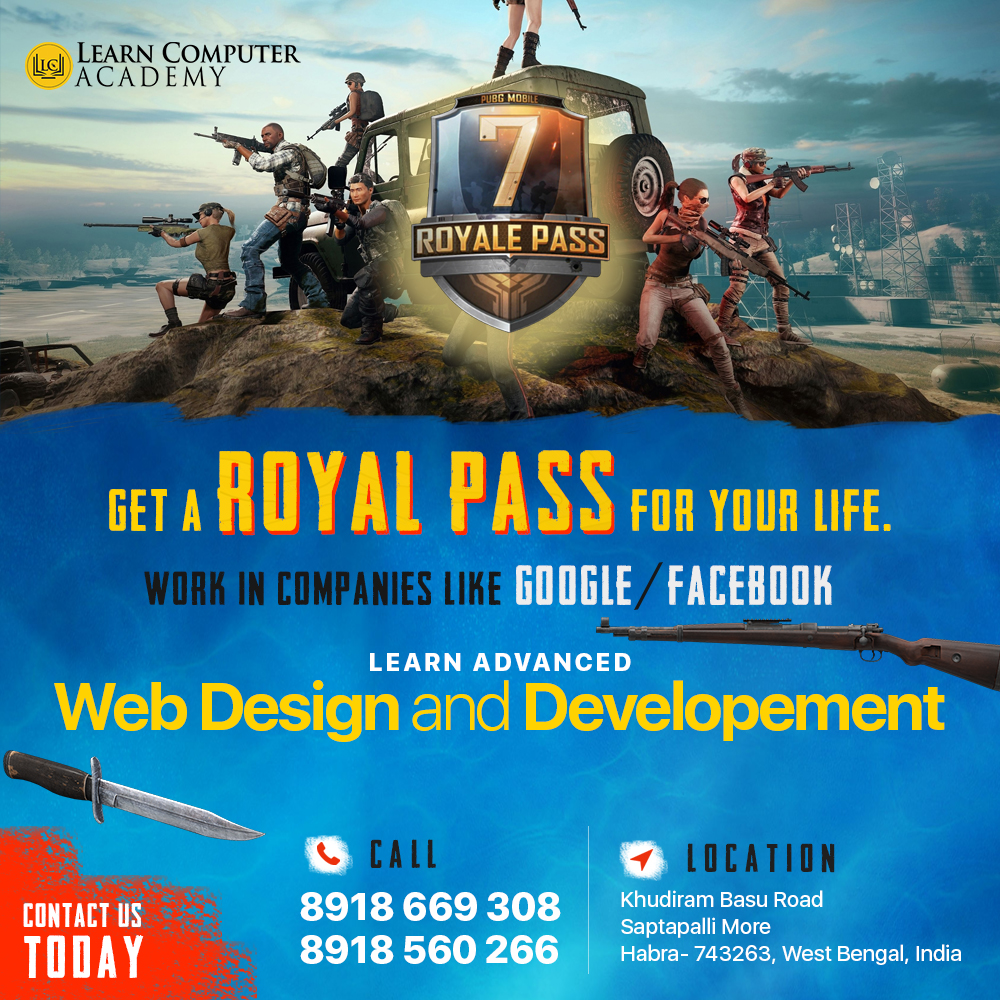 LEARN COMPUTER
ACADEMY
LCA
PUBG MOBILE
7
ROYALE PASS
GET A ROYAL PASS FOR YOUR LIFE.
WORK IN COMPANIES LIKE GOOGLE/FACEBOOK
LEARN ADVANCED
Web Design and Developement
CONTACT US
TODAY
CALL
8918 669 308
8918 560 266
LOCATION
Khudiram Basu Road
Saptapalli More
Habra- 743263, West Bengal, India